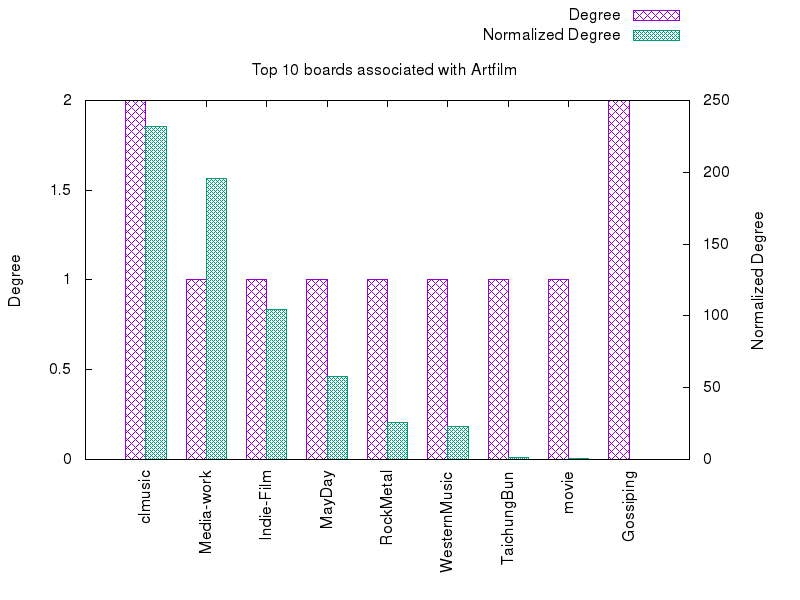 Degree
Normalized Degree
Top 10 boards associated with Artfilm
2
1.5
1
0.5
0
250
200
150
100
50
0
Degree
Normalized Degree
clmusic
Media-work
Indie-Film
MayDay
RockMetal
WesternMusic
TaichungBun
movie
Gossiping